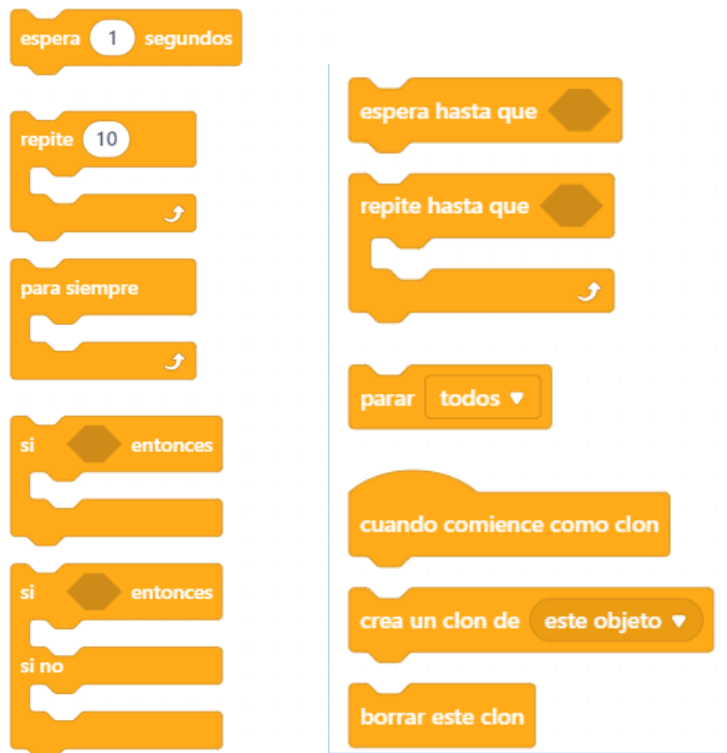 espera 1 segundos
repite 10
para siempre
si entonces
si entonces
si no
espera hasta que
repite hasta que
parar todos
cuando comience como clon
crea un clon de este objeto
borrar este clon